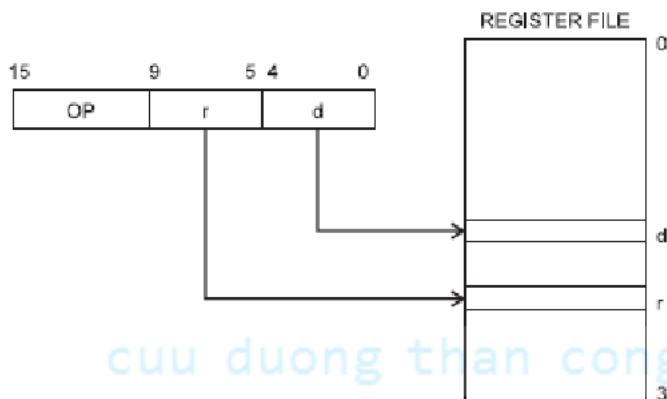 REGISTER FILE
0
15 9 5 4 0
OP r d
d
r
cuu duong than cong
3